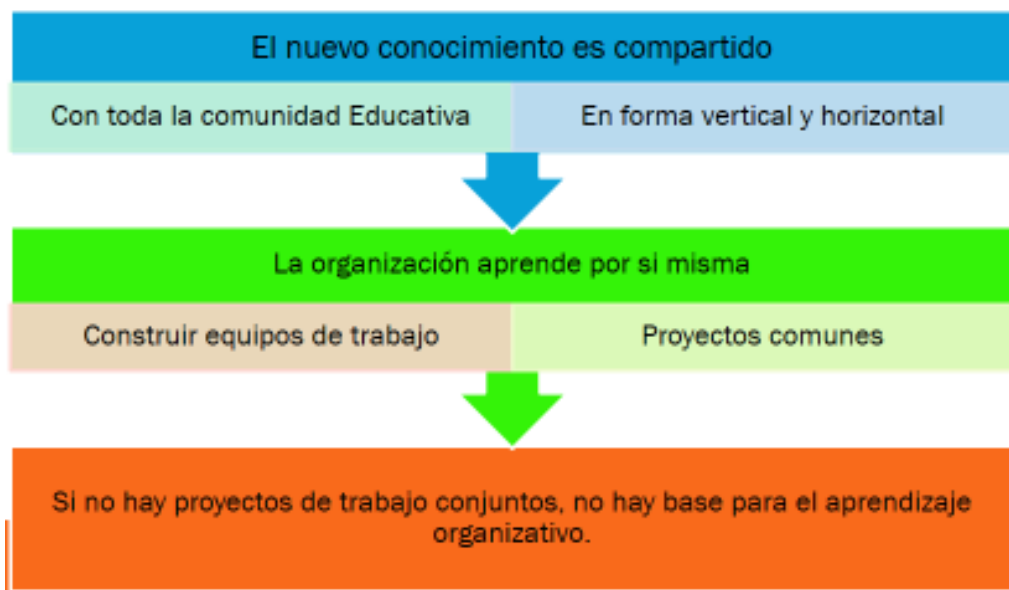 El nuevo conocimiento es compartido
Con toda la comunidad Educativa
En forma vertical y horizontal
La organización aprende por si misma
Construir equipos de trabajo
Proyectos comunes
Si no hay proyectos de trabajo conjuntos, no hay base para el aprendizaje
organizativo.